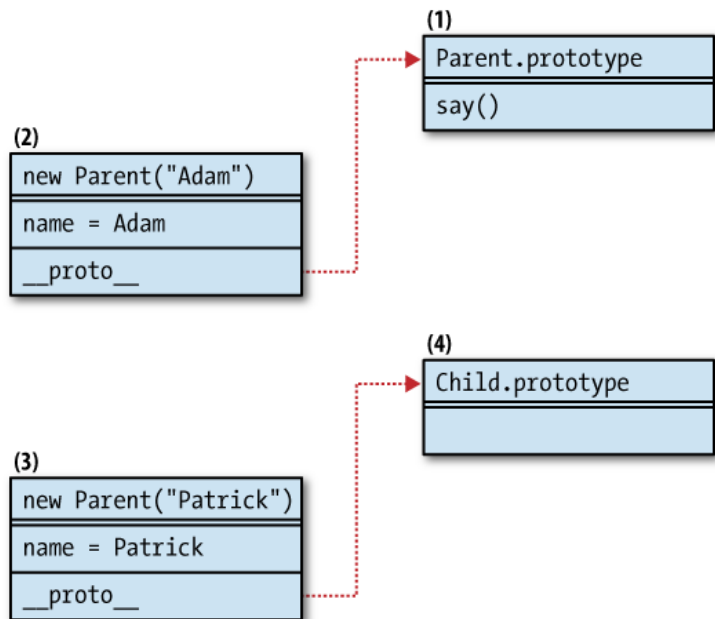 (1)
Parent.prototype
say()
(2)
new Parent("Adam")
name = Adam
__proto__
(4)
Child.prototype
(3)
new Parent("Patrick")
name = Patrick
__proto__